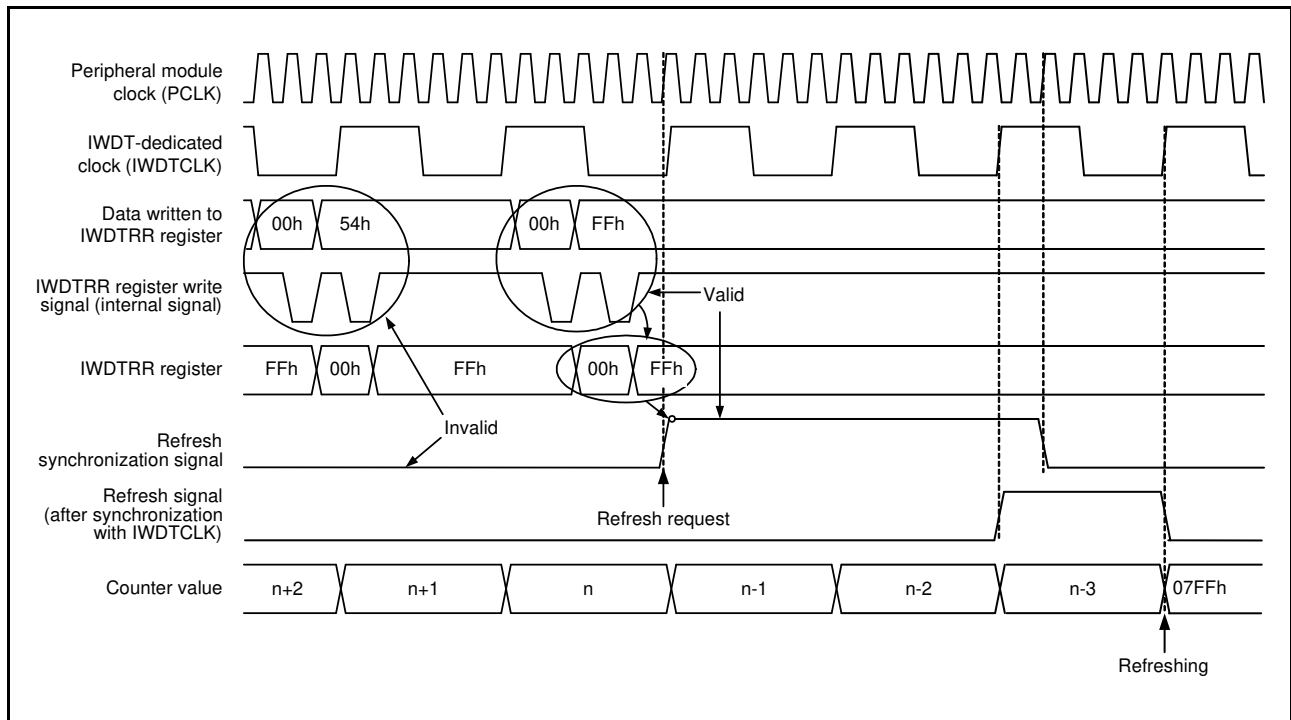 Peripheral module
clock (PCLK)
IWDT-dedicated
clock (IWDTCLK)
Data written to
IWDTRR register
00h 54h 00h FFh
IWDTRR register write
signal (internal signal)
Valid
IWDTRR register
FFh 00h FFh 00h FFh
Invalid
Refresh
synchronization signal
Refresh signal
(after synchronization
with IWDTCLK)
Refresh request
Counter value
n+2 n+1 n n-1 n-2 n-3 07FFh
Refreshing